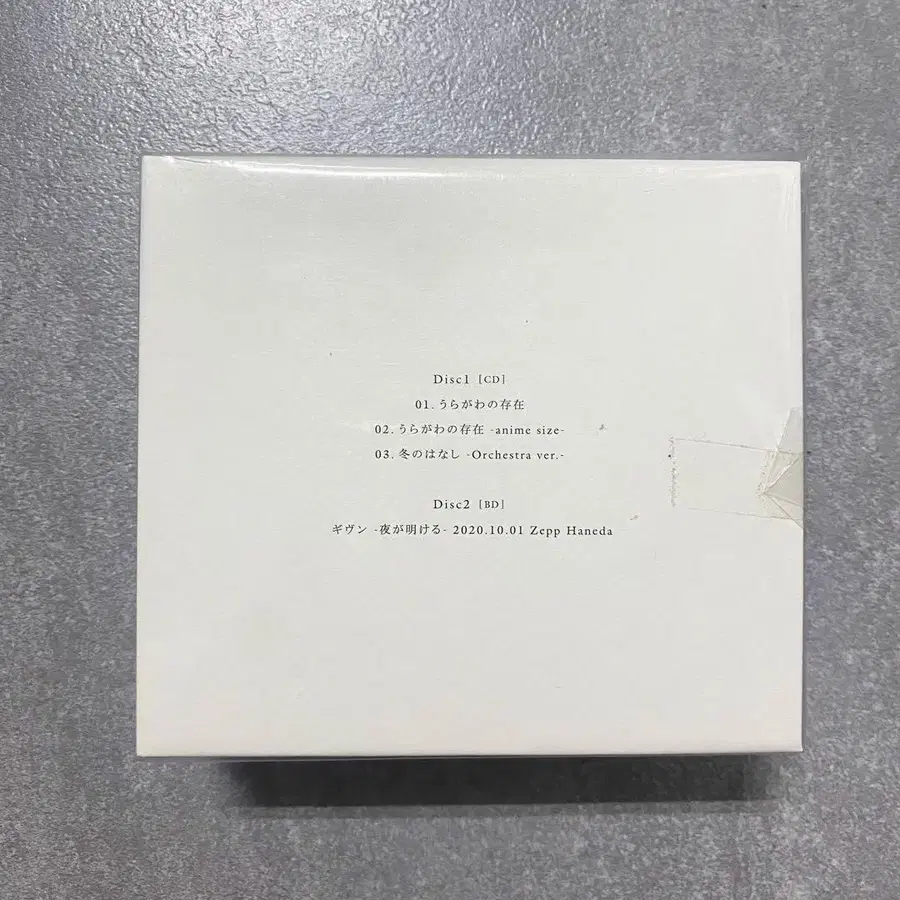 Disc1 [CD]
01.うらがわの存在
02.うらがわの存在 -anime size-
03.冬のはなし -Orchestra ver.-
Disc2 [BD]
ギヴン -夜が明ける- 2020.10.01 Zepp Haneda